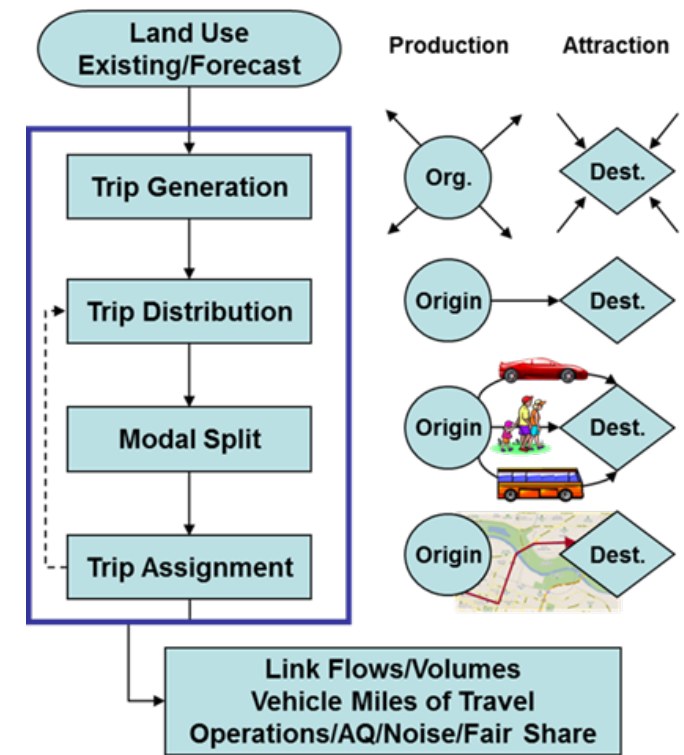 Land Use
Existing/Forecast
Production
Attraction
Trip Generation
Org.
Dest.
Trip Distribution
Origin
Dest.
Modal Split
Origin
Dest.
Trip Assignment
Origin
Dest.
Link Flows/Volumes
Vehicle Miles of Travel
Operations/AQ/Noise/Fair Share